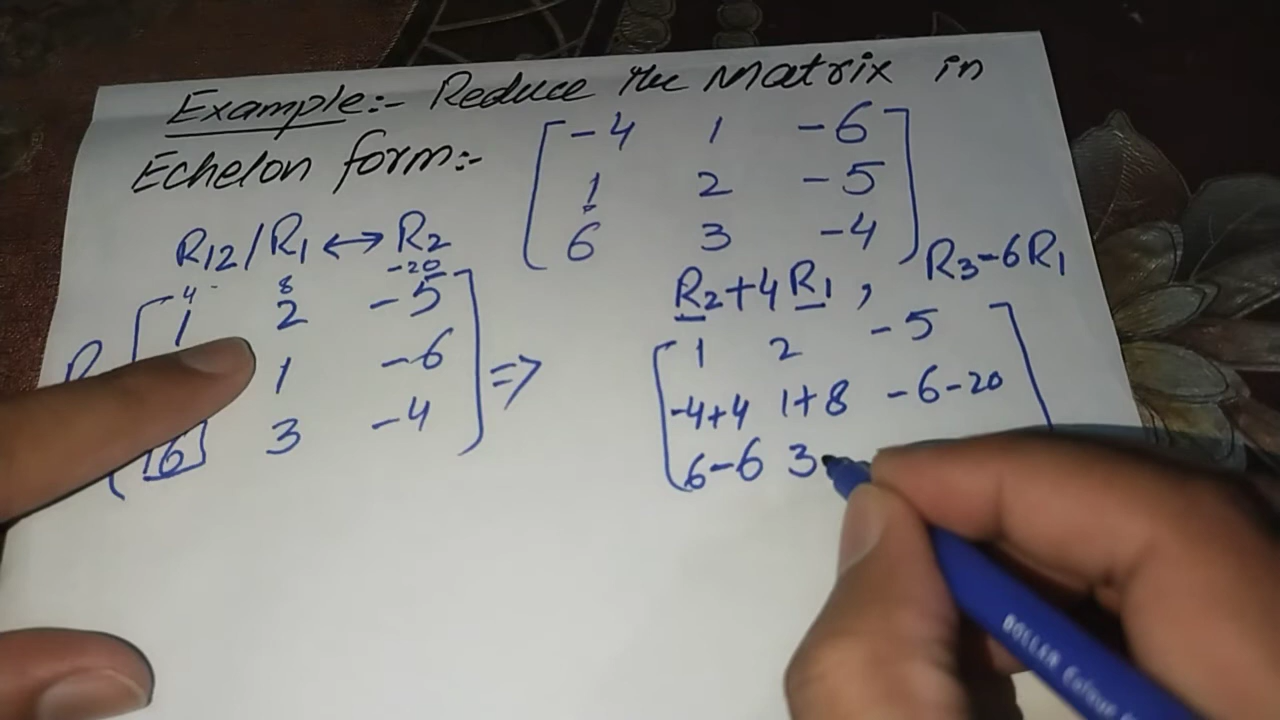 Example:- Reduce the Matrix in
Echelon form:-
-4 1 -6
1 2 -5
6 3 -4
R12/R1 ↔ R2
-4 8 -20
1 2 -5
1 -6
6 3 -4
=>
R2+4R1, R3-6R1
1 2 -5
-4+4 1+8 -6-20
6-6 3
DOLLAR Colour